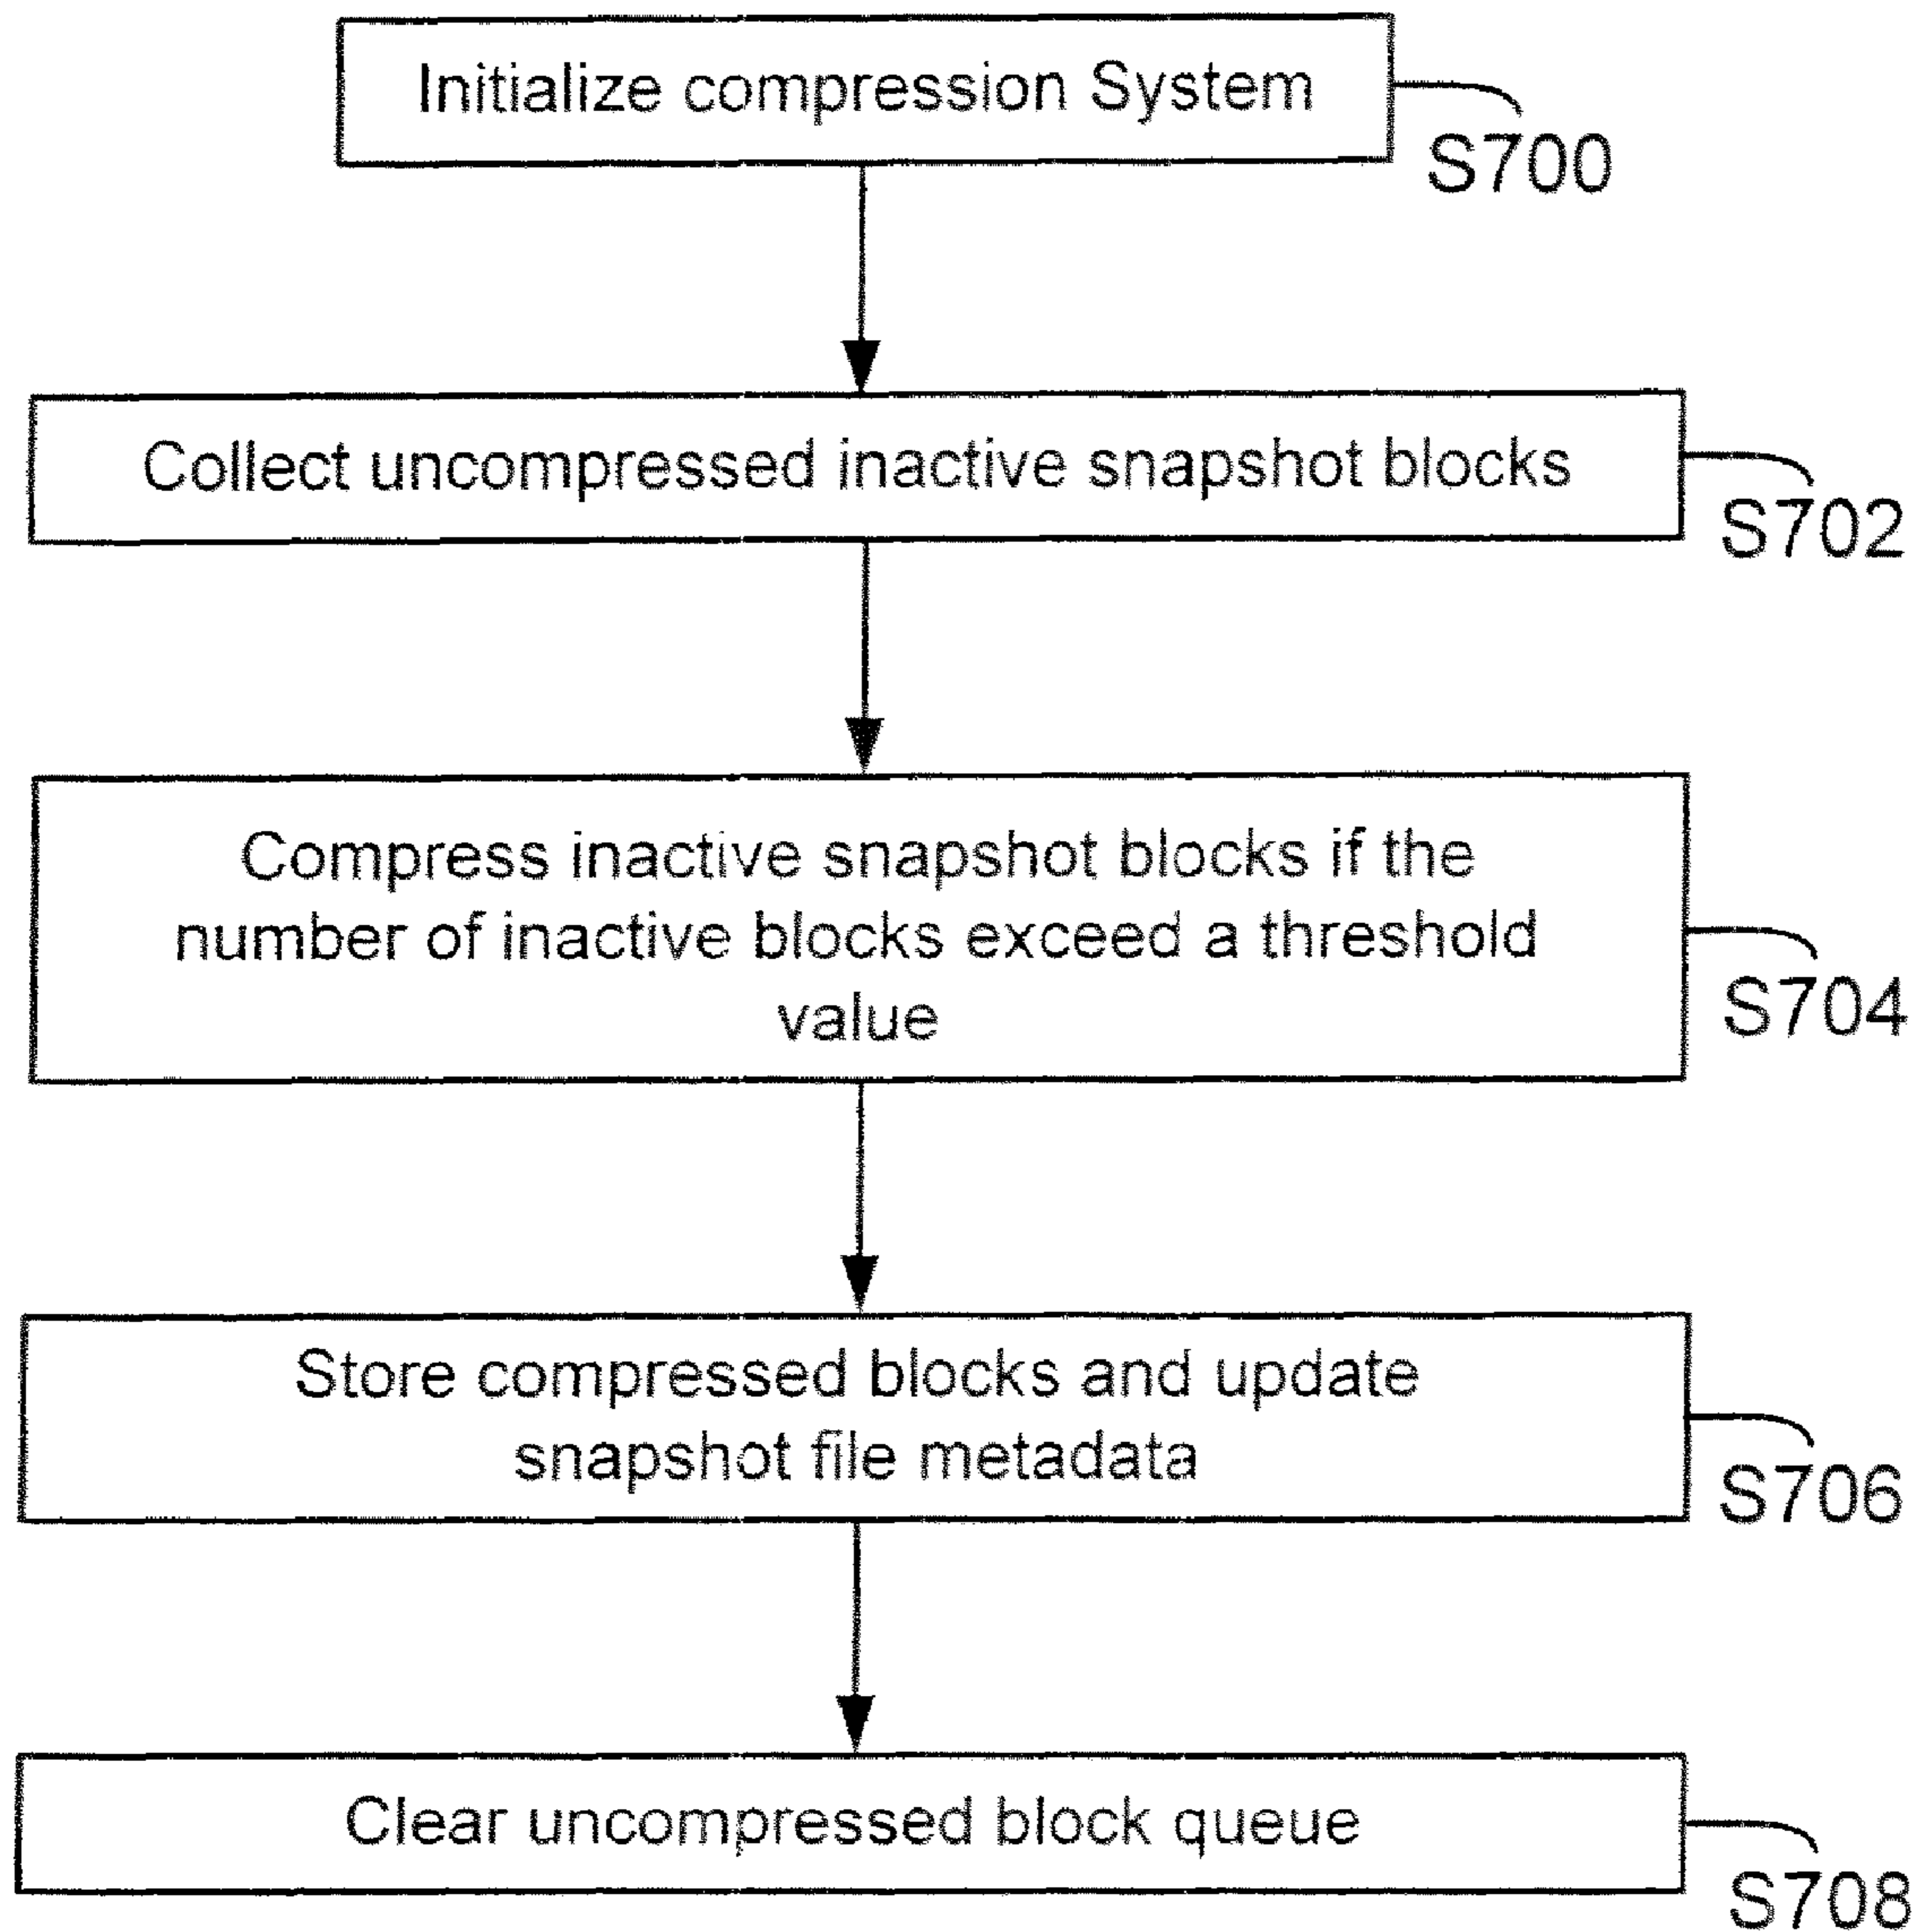 Initialize compression System
S700
Collect uncompressed inactive snapshot blocks
S702
Compress inactive snapshot blocks if the
number of inactive blocks exceed a threshold
value
S704
Store compressed blocks and update
snapshot file metadata
S706
Clear uncompressed block queue
S708